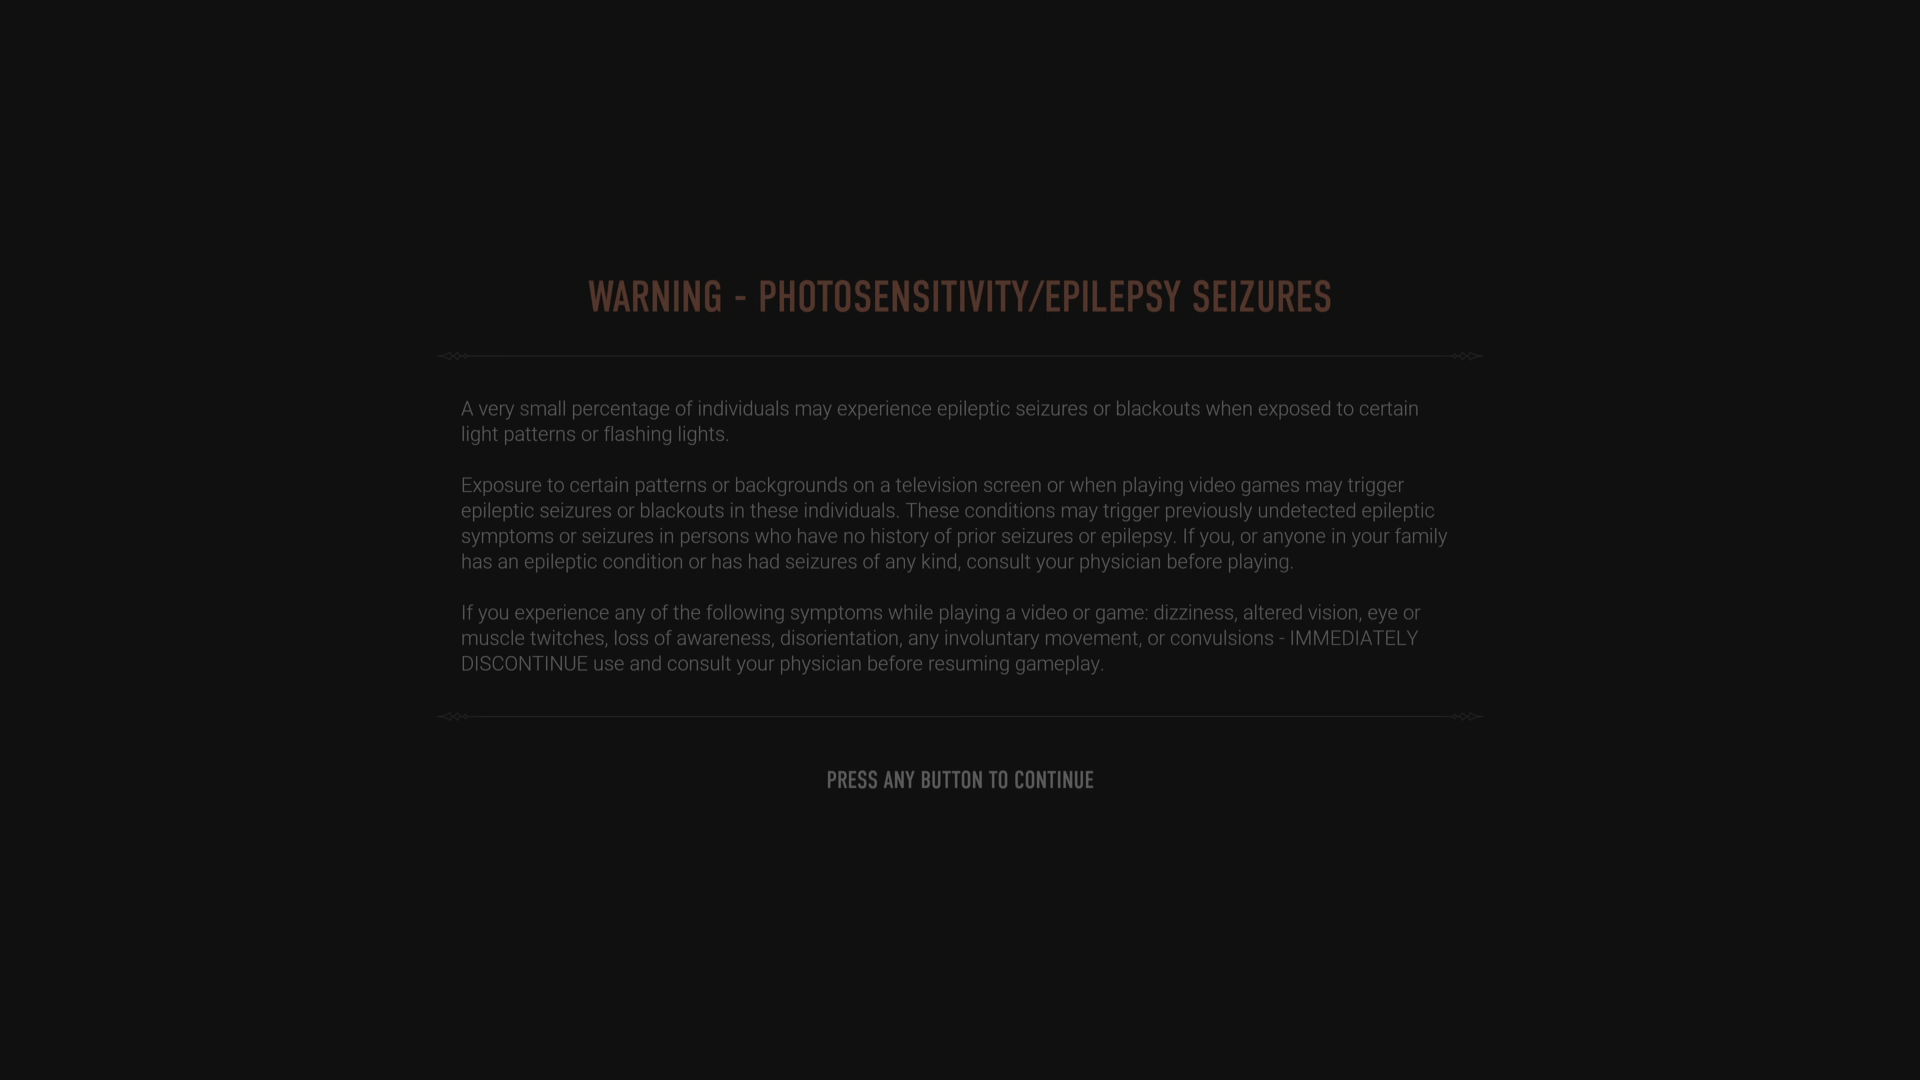 WARNING - PHOTOSENSITIVITY/EPILEPSY SEIZURES
A very small percentage of individuals may experience epileptic seizures or blackouts when exposed to certain
light patterns or flashing lights.
Exposure to certain patterns or backgrounds on a television screen or when playing video games may trigger
epileptic seizures or blackouts in these individuals. These conditions may trigger previously undetected epileptic
symptoms or seizures in persons who have no history of prior seizures or epilepsy. If you, or anyone in your family
has an epileptic condition or has had seizures of any kind, consult your physician before playing.
If you experience any of the following symptoms while playing a video or game: dizziness, altered vision, eye or
muscle twitches, loss of awareness, disorientation, any involuntary movement, or convulsions - IMMEDIATELY
DISCONTINUE use and consult your physician before resuming gameplay.
PRESS ANY BUTTON TO CONTINUE